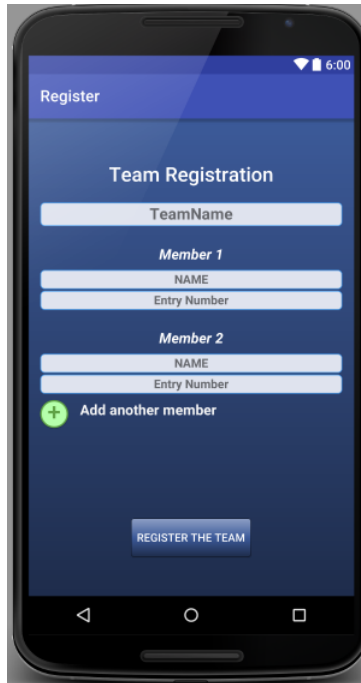 6:00
Register
Team Registration
TeamName
Member 1
NAME
Entry Number
Member 2
NAME
Entry Number
+ Add another member
REGISTER THE TEAM